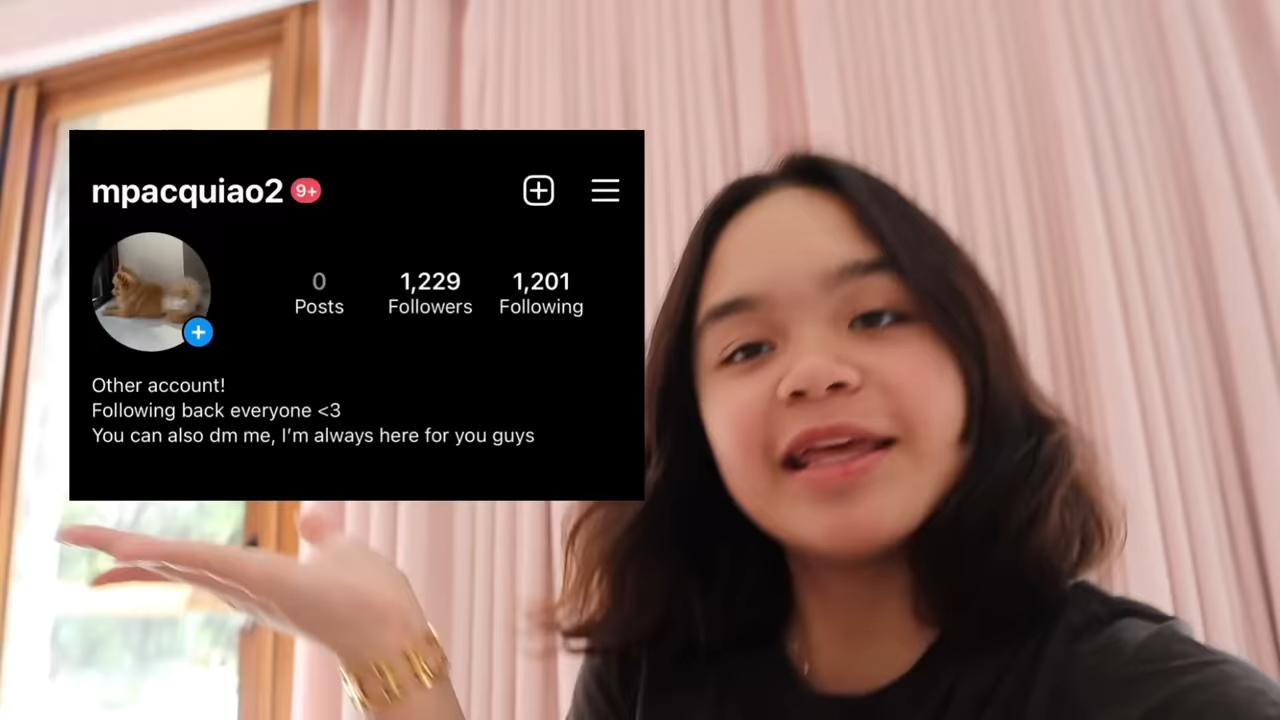 mpacquiao2 9+
0 1,229 1,201
Posts Followers Following
Other account!
Following back everyone <3
You can also dm me, I'm always here for you guys